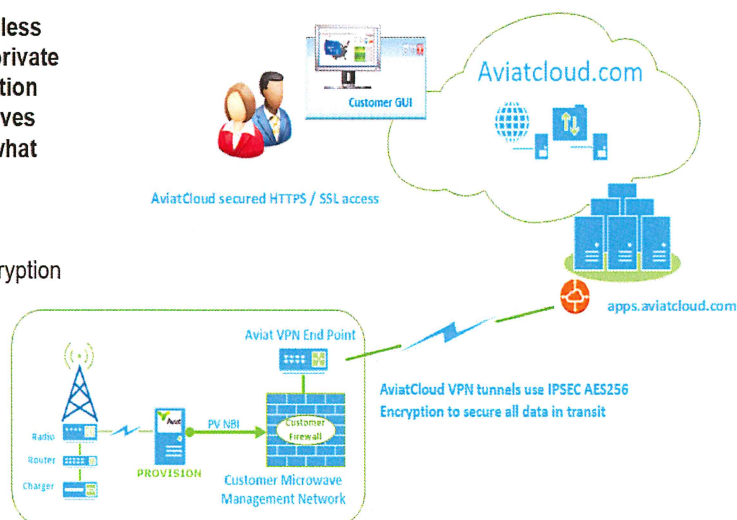 less
private
tion
ves
what
ryption
Customer GUI
Aviatcloud.com
AviatCloud secured HTTPS / SSL access
apps.aviatcloud.com
Aviat VPN End Point
AviatCloud VPN tunnels use IPSEC AES256
Encryption to secure all data in transit
Aviat
PV NBI
Customer
Firewall
Radio
Router
Charger
PROVISION
Customer Microwave
Management Network